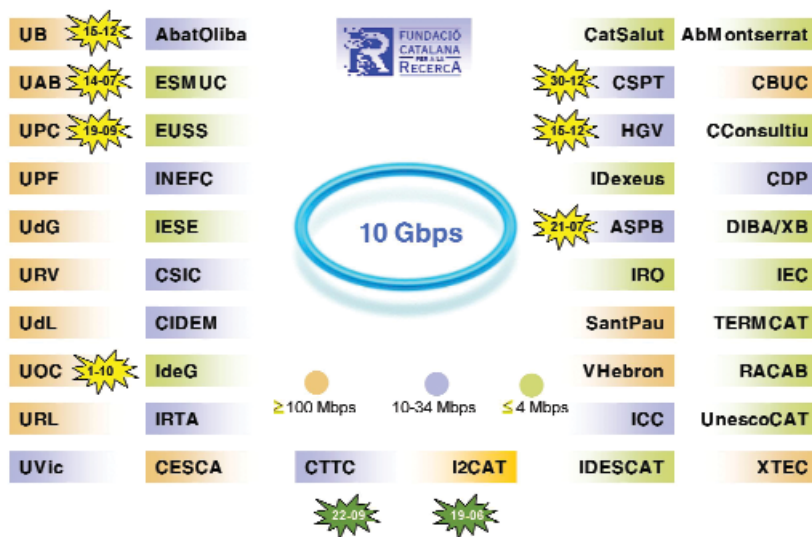 UB 15-12 AbatOliba FUNDACIÓ CatSalut AbMontserrat
CATALANA
PER A LA
RECERCA
UAB 14-07 ESMUC 30-12 CSPT CBUC
UPC 19-09 EUSS 15-12 HGV CConsultiu
UPF INEFC IDexeus CDP
UdG IESE 10 Gbps 21-07 ASPB DIBA/XB
URV CSIC IRO IEC
UdL CIDEM SantPau TERMCAT
UOC 1-10 IdeG VHebron RACAB
≥100 Mbps 10-34 Mbps ≤4 Mbps
URL IRTA ICC UnescoCAT
UVic CESCA CTTC I2CAT IDESCAT XTEC
22-09 19-06